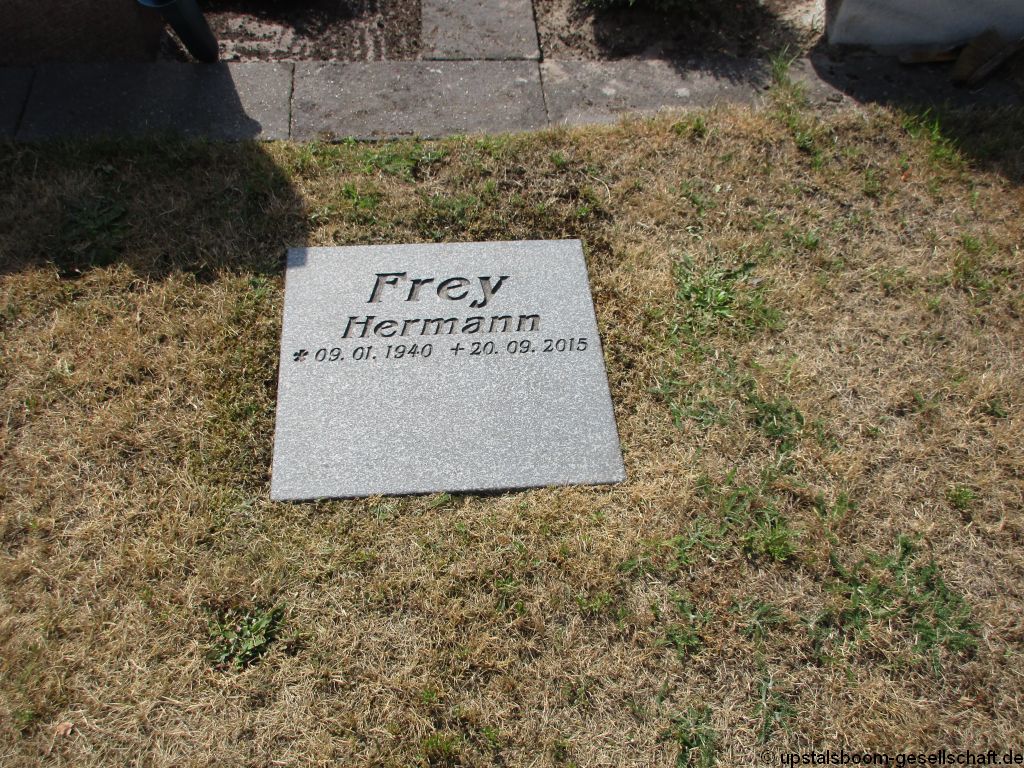 Frey
Hermann
* 09. 01. 1940 + 20. 09. 2015
© upstalsboom-gesellschaft.de